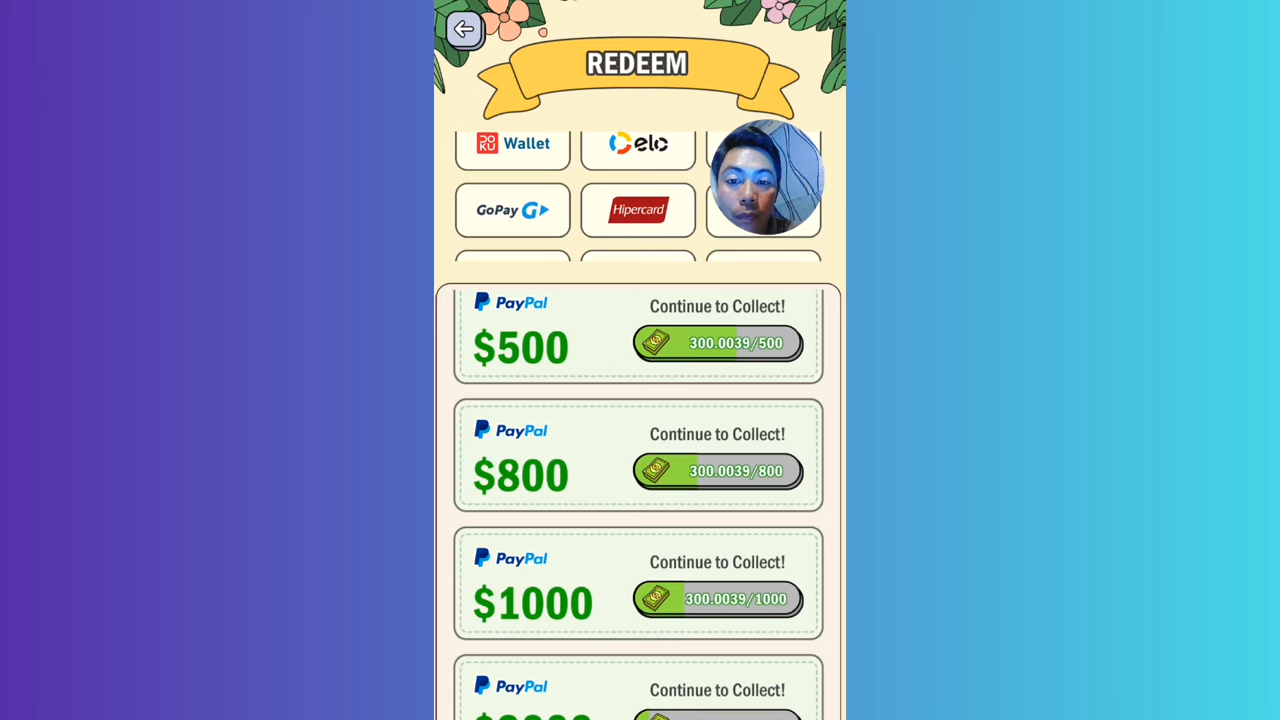 REDEEM
DOKU Wallet
elo
GoPay
Hipercard
PayPal
Continue to Collect!
$500
300.0039/500
PayPal
Continue to Collect!
$800
300.0039/800
PayPal
Continue to Collect!
$1000
300.0039/1000
PayPal
Continue to Collect!